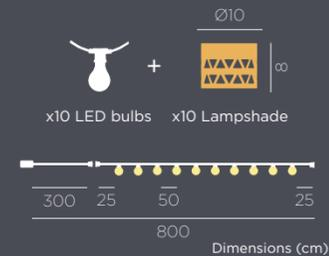 Ø10
+
8
x10 LED bulbs x10 Lampshade
300 25 50 25
800
Dimensions (cm)